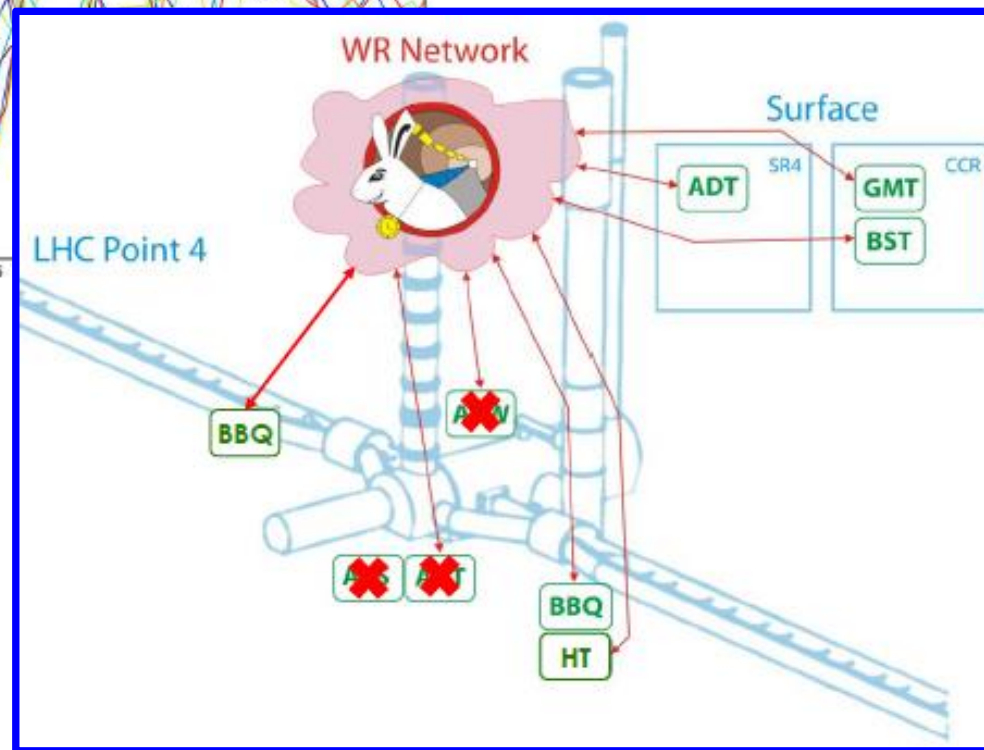 WR Network
Surface
SR4
CCR
ADT
GMT
BST
LHC Point 4
BBQ
BBQ
HT